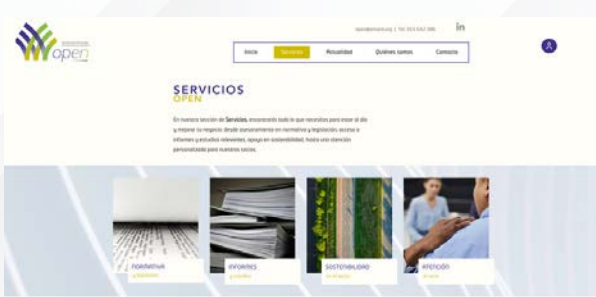 open
Tel.
in
Inicio Servicios Actualidad Quiénes somos Contacto
SERVICIOS
OPEN
En nuestra sección de Servicios, encontrarás todo lo que necesitas para estar al día
y mejorar tu negocio: desde asesoramiento en normativa y legislación, acceso a
informes y estudios relevantes, apoyo en sostenibilidad, hasta una atención
personalizada para nuestros socios.
NORMATIVA
INFORMES
SOSTENIBILIDAD
ATENCIÓN